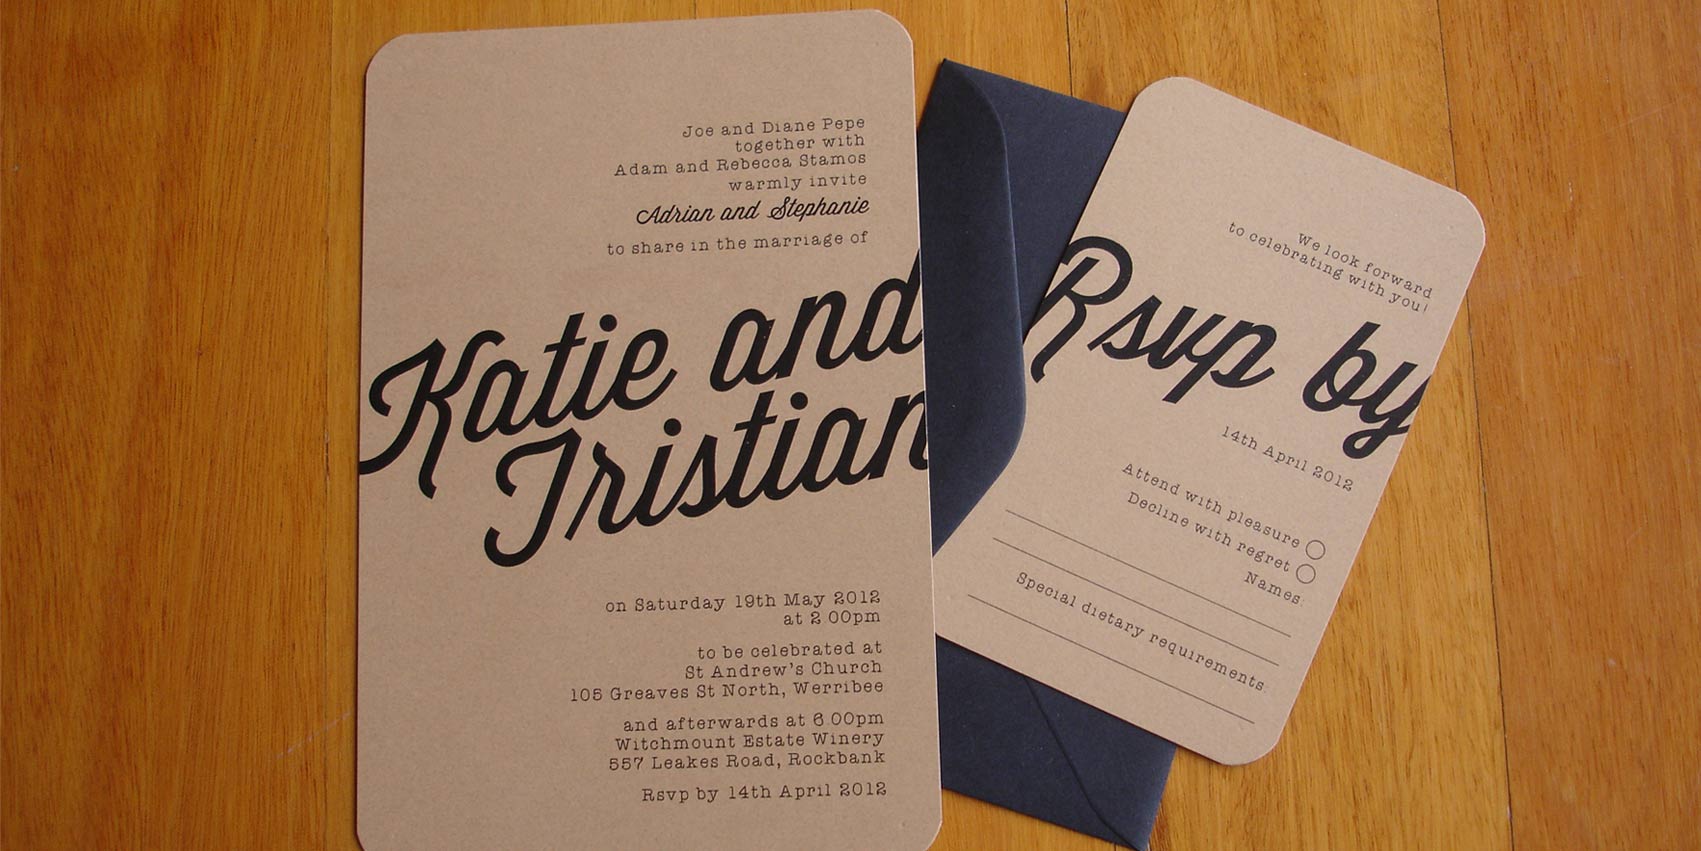 Joe and Diane Pepe
together with
Adam and Rebecca Stamos
warmly invite
Adrian and Stephanie
to share in the marriage of
Katie and
Tristian
on Saturday 19th May 2012
at 2.00pm
to be celebrated at
St Andrew's Church
105 Greaves St North, Werribee
and afterwards at 6.00pm
Witchmount Estate Winery
557 Leakes Road, Rockbank
Rsvp by 14th April 2012
We look forward
to celebrating with you!
Rsvp by
14th April 2012
Attend with pleasure
Decline with regret
Names:
Special dietary requirements: